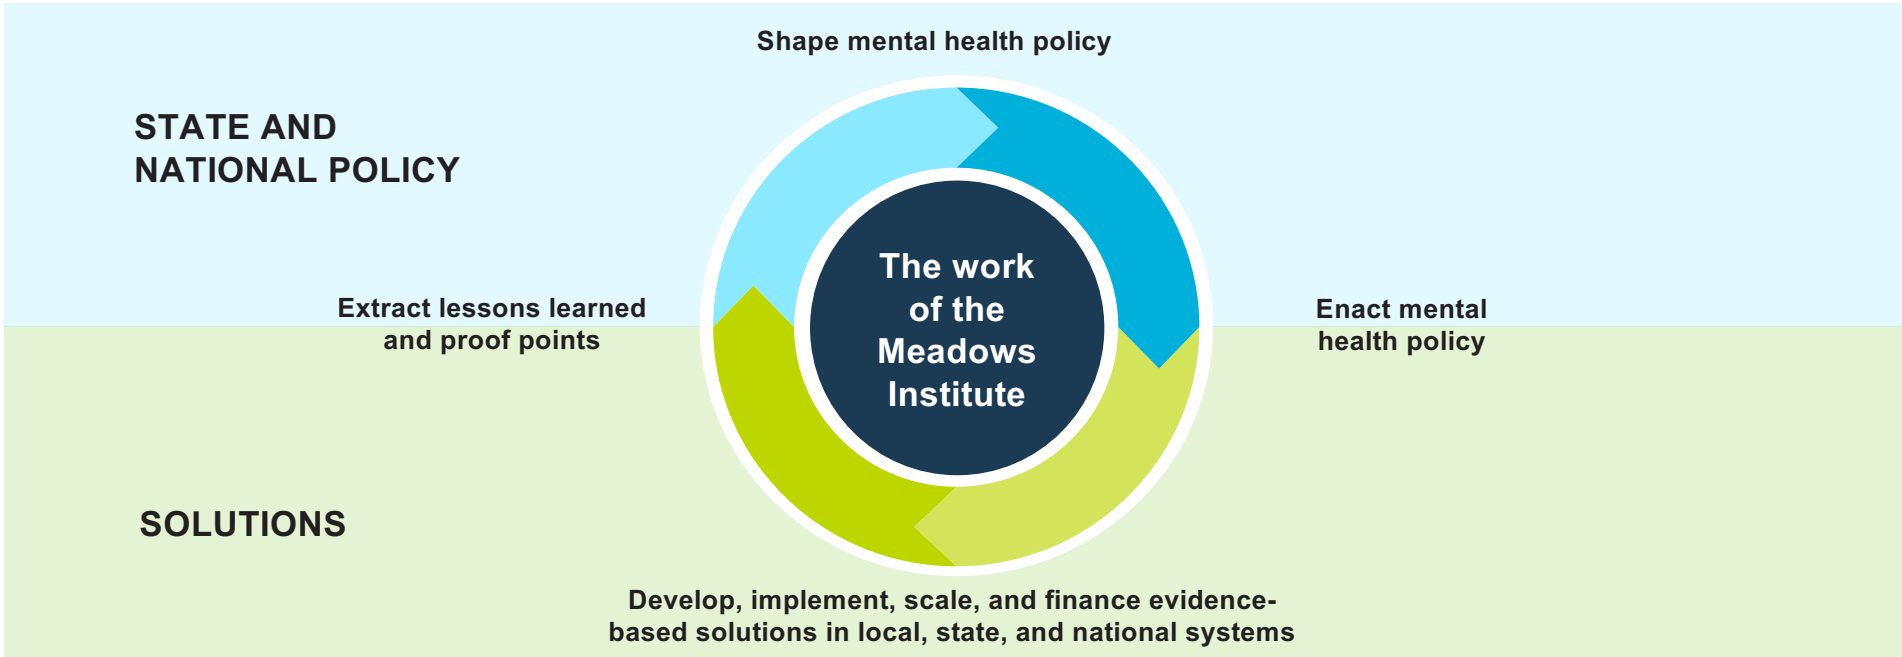 Shape mental health policy
STATE AND
NATIONAL POLICY
The work
of the
Meadows
Institute
Extract lessons learned
and proof points
Enact mental
health policy
SOLUTIONS
Develop, implement, scale, and finance evidence-
based solutions in local, state, and national systems